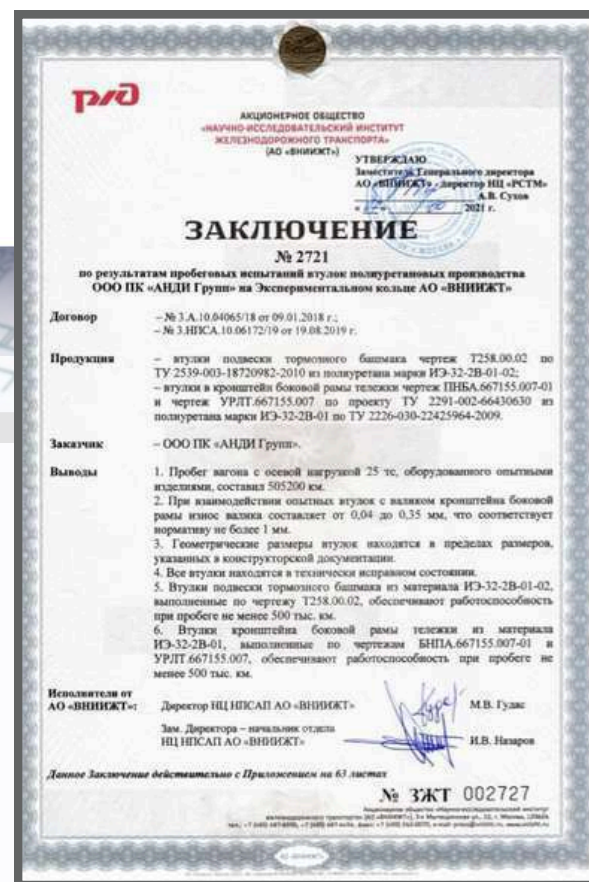 АКЦИОНЕРНОЕ ОБЩЕСТВО
«НАУЧНО-ИССЛЕДОВАТЕЛЬСКИЙ ИНСТИТУТ
ЖЕЛЕЗНОДОРОЖНОГО ТРАНСПОРТА»
(АО «ВНИИЖТ»)
УТВЕРЖДАЮ
Заместитель Генерального директора
АО «ВНИИЖТ» - директор НЦ «РСТМ»
А.В. Сухов
2021 г.
ЗАКЛЮЧЕНИЕ
№ 2721
по результатам пробеговых испытаний втулок полиуретановых производства
ООО ПК «АНДИ Групп» на Экспериментальном кольце АО «ВНИИЖТ»
Договор – № 3.А.10.04065/18 от 09.01.2018 г.;
– № 3.НПСА.10.06172/19 от 19.08.2019 г.
Продукция – втулки подвески тормозного башмака чертеж Т258.00.02 по
ТУ 2539-003-18720982-2010 из полиуретана марки ИЭ-32-2В-01-02;
– втулки в кронштейн боковой рамы тележки чертеж ПНБА.667155.007-01
и чертеж УРЛТ.667155.007 по проекту ТУ 2291-002-66430630 из
полиуретана марки ИЭ-32-2В-01 по ТУ 2226-030-22425964-2009.
Заказчик – ООО ПК «АНДИ Групп».
Выводы 1. Пробег вагона с осевой нагрузкой 25 тс, оборудованного опытными
изделиями, составил 505200 км.
2. При взаимодействии опытных втулок с валиком кронштейна боковой
рамы износ валика составляет от 0,04 до 0,35 мм, что соответствует
нормативу не более 1 мм.
3. Геометрические размеры втулок находятся в пределах размеров,
указанных в конструкторской документации.
4. Все втулки находятся в технически исправном состоянии.
5. Втулки подвески тормозного башмака из материала ИЭ-32-2В-01-02,
выполненные по чертежу Т258.00.02, обеспечивают работоспособность
при пробеге не менее 500 тыс. км.
6. Втулки кронштейна боковой рамы тележки из материала
ИЭ-32-2В-01, выполненные по чертежам БНПА.667155.007-01 и
УРЛТ.667155.007, обеспечивают работоспособность при пробеге не
менее 500 тыс. км.
Исполнители от
АО «ВНИИЖТ»: Директор НЦ НПСАП АО «ВНИИЖТ» М.В. Гудас
Зам. Директора – начальник отдела
НЦ НПСАП АО «ВНИИЖТ» И.В. Назаров
Данное Заключение действительно с Приложением на 63 листах
№ ЗЖТ 002727
АО «ВНИИЖТ»